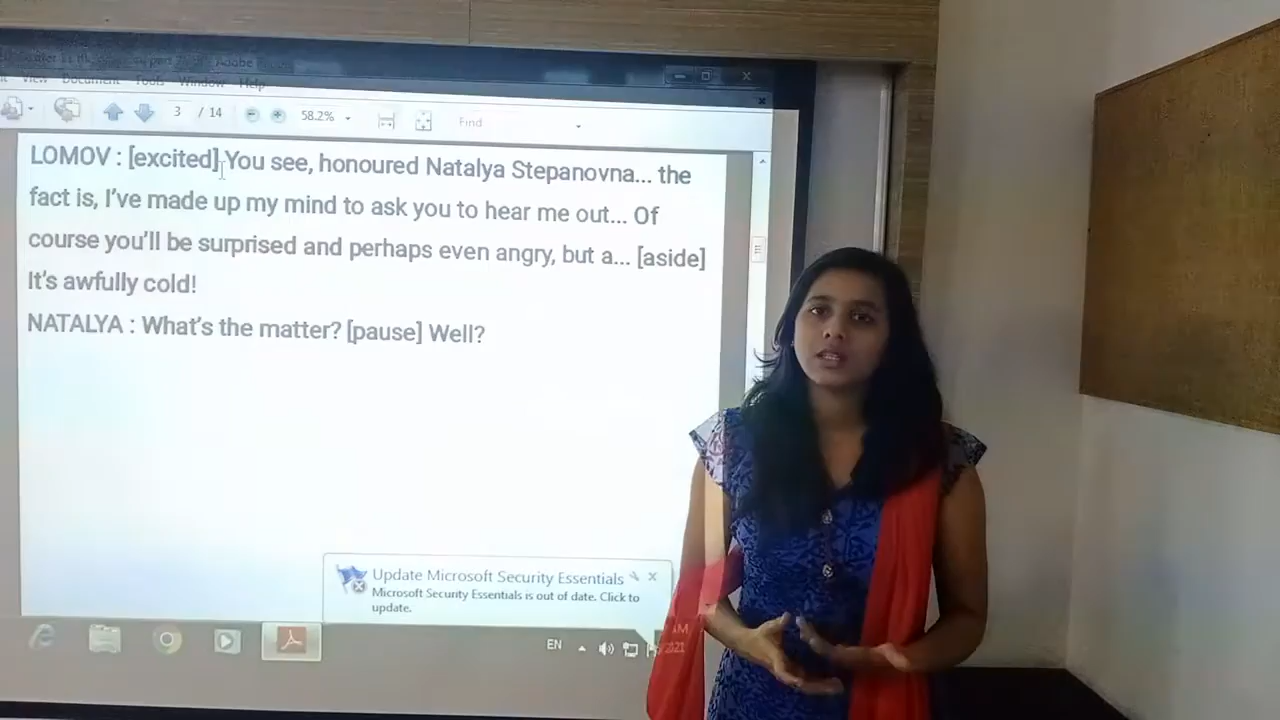 Window Help
3 / 14 58.2% Find
LOMOV : [excited] You see, honoured Natalya Stepanovna... the
fact is, I've made up my mind to ask you to hear me out... Of
course you'll be surprised and perhaps even angry, but a... [aside]
It's awfully cold!
NATALYA : What's the matter? [pause] Well?
Update Microsoft Security Essentials
Microsoft Security Essentials is out of date. Click to
update.
EN